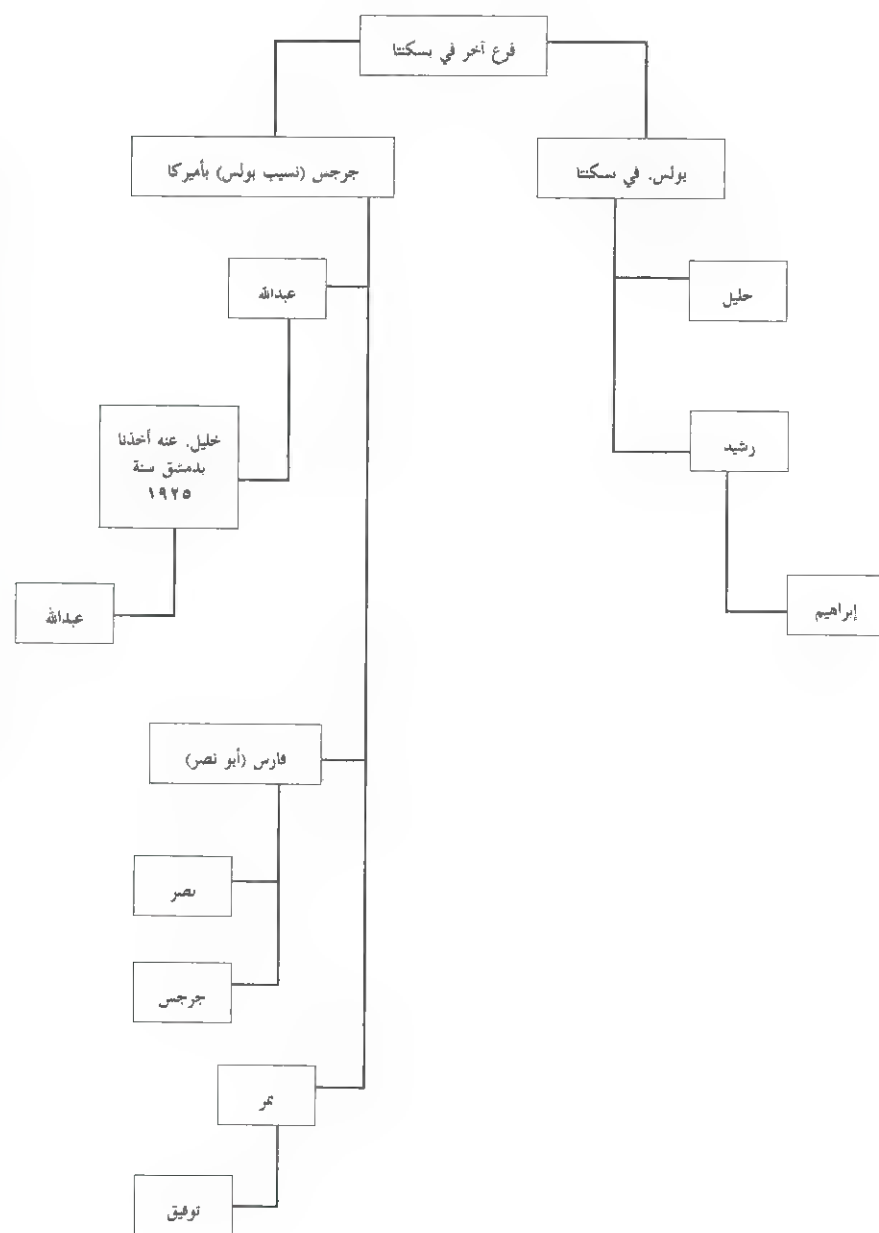 فرع آخر في بسكنتا
بولس. في بسكنتا
جرجس (نسيب بولس) بأميركا
خليل
عبدالله
رشيد
خليل. عنه أخذنا
بدمشق سنة
١٩٢٥
إبراهيم
عبدالله
فارس (أبو نصر)
نصر
جرجس
نمر
توفيق